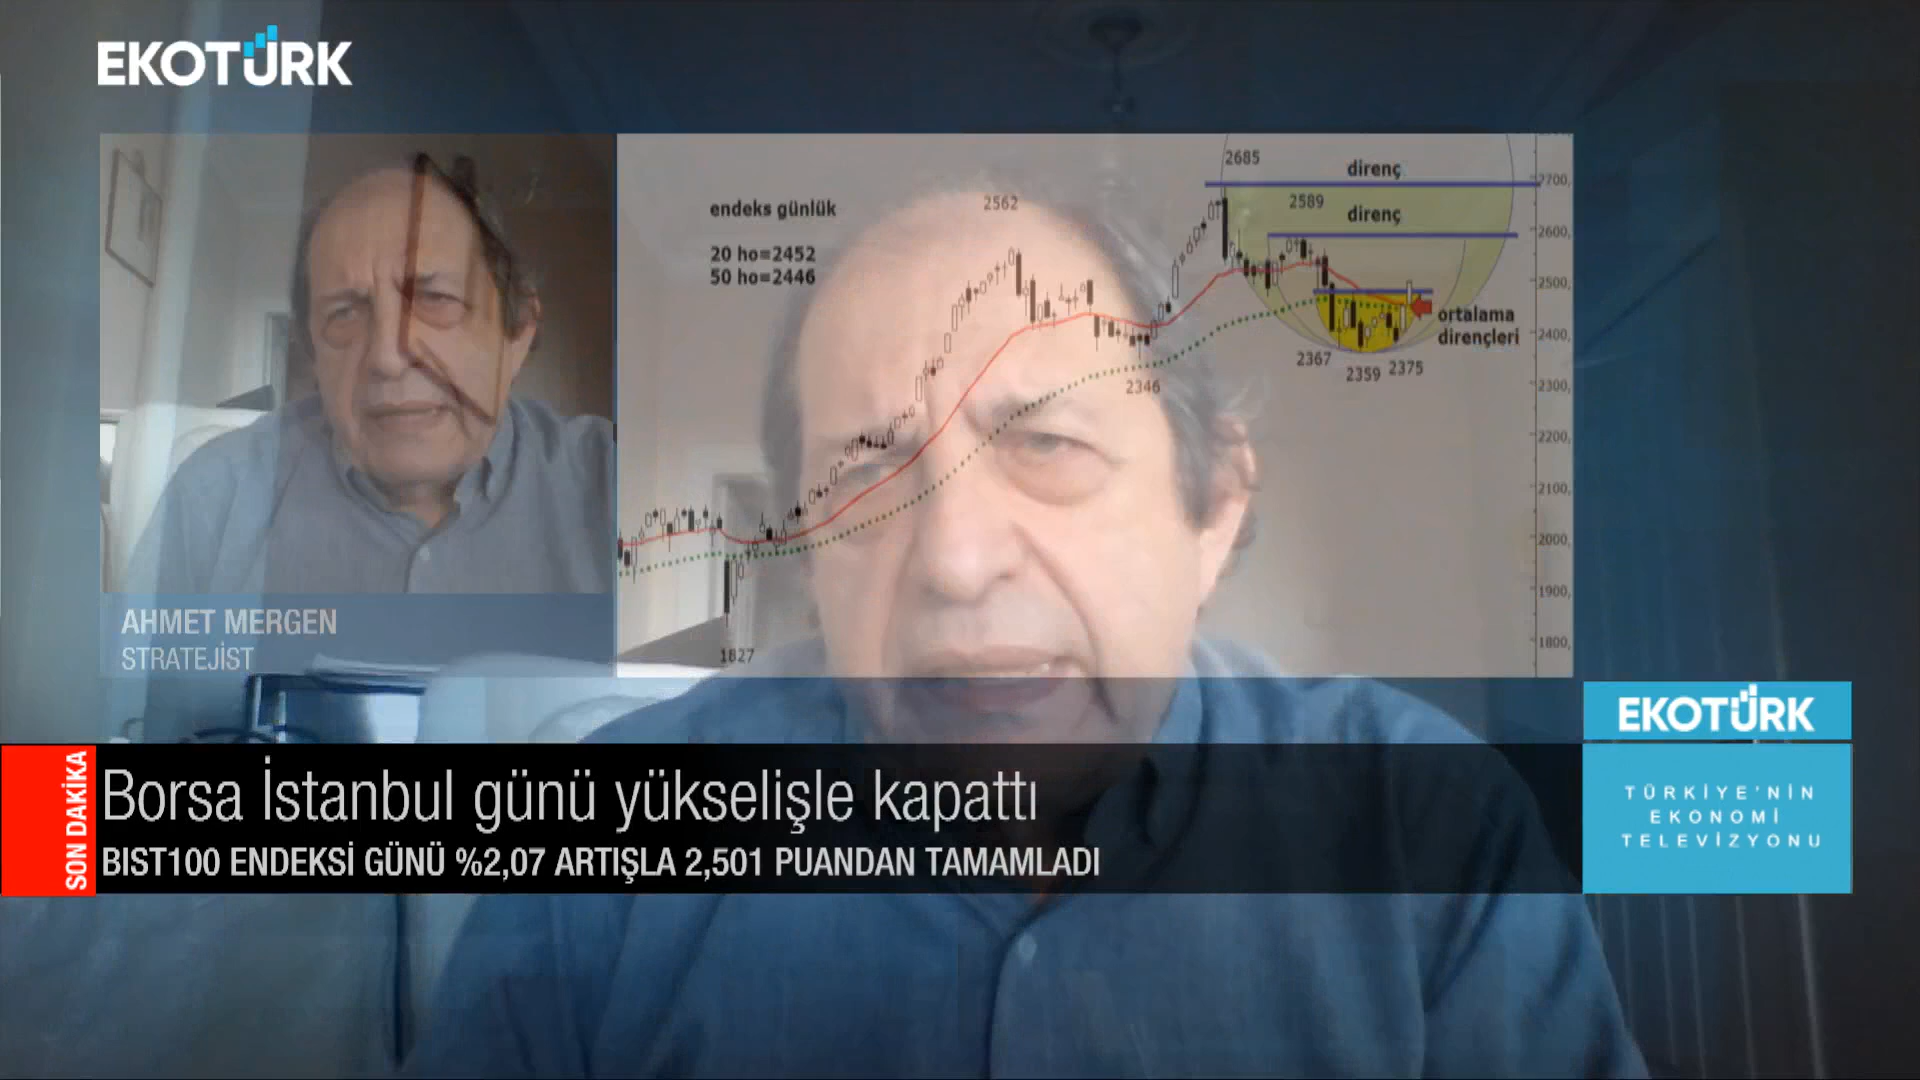 EKOTÜRK
endeks günlük
20 ho=2452
50 ho=2446
2562
2685
direnç
2589
direnç
ortalama
dirençleri
2367
2359
2375
2346
1827
2700,
2600,
2500,
2400,
2300,
2200,
2100,
2000,
1900,
1800,
AHMET MERGEN
STRATEJİST
SON DAKİKA
Borsa İstanbul günü yükselişle kapattı
BIST100 ENDEKSİ GÜNÜ %2,07 ARTIŞLA 2,501 PUANDAN TAMAMLADI
EKOTÜRK
TÜRKİYE'NİN
EKONOMİ
TELEVİZYONU